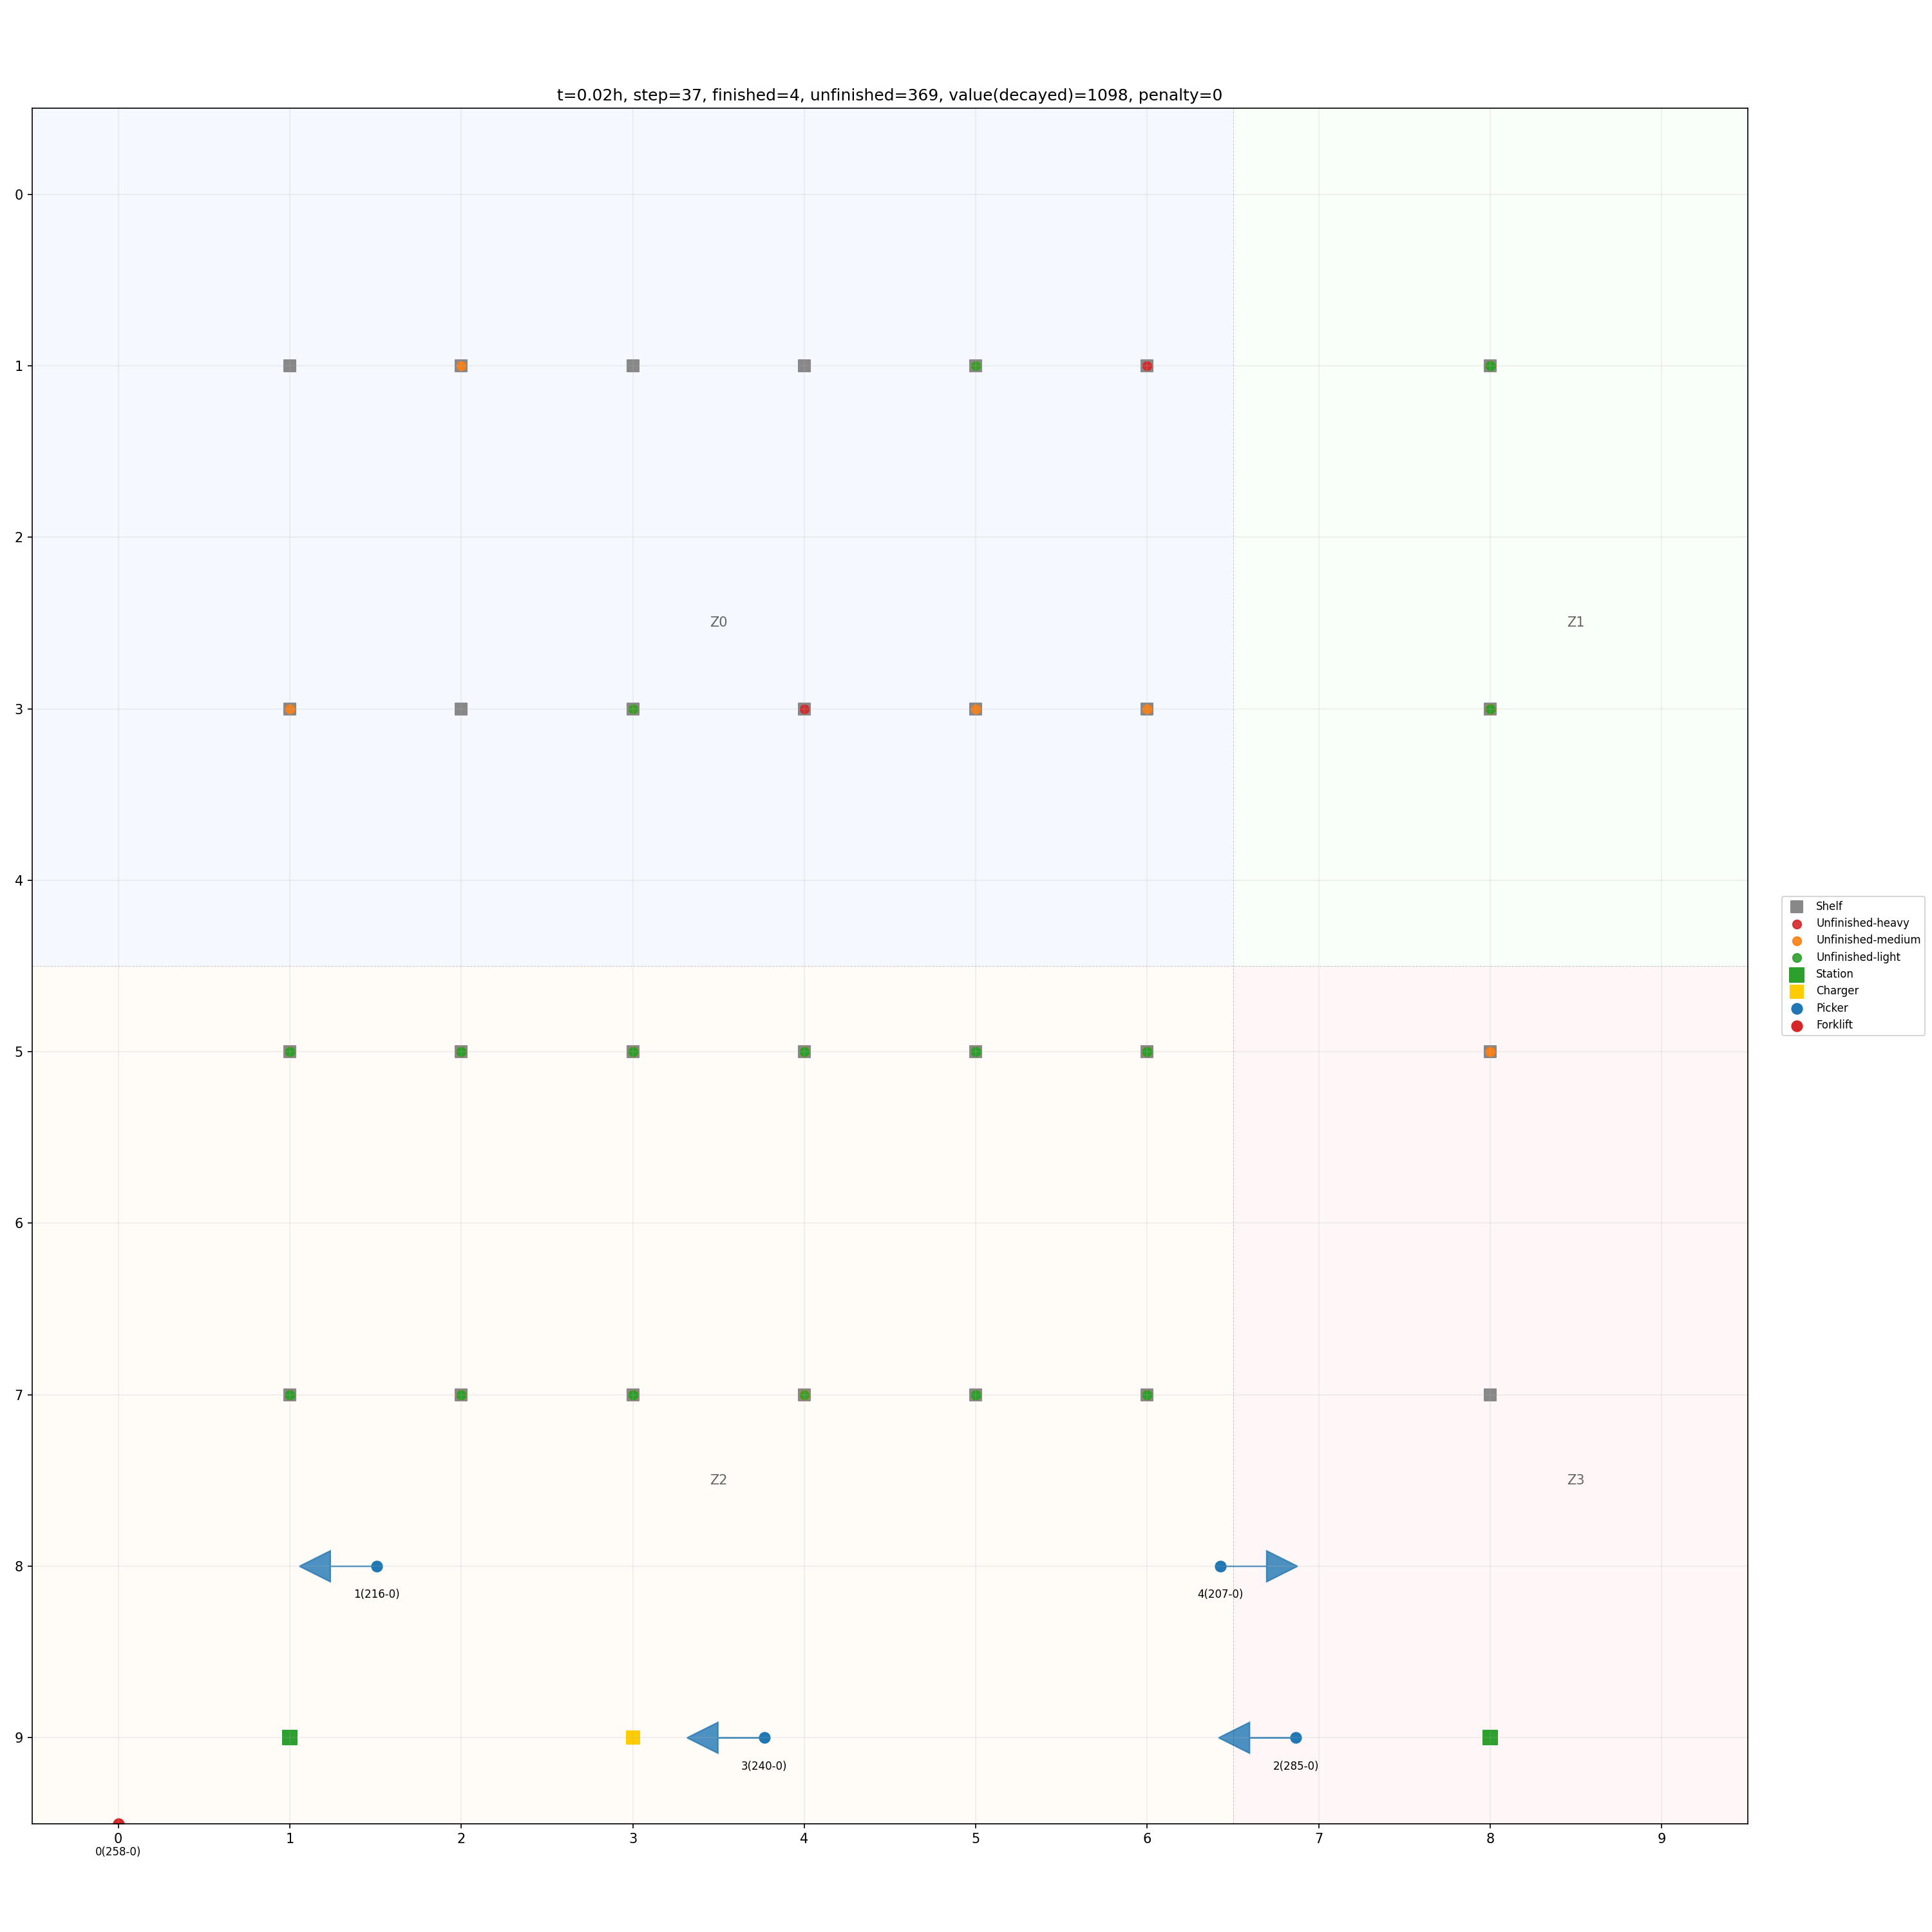 t=0.02h, step=37, finished=4, unfinished=369, value(decayed)=1098, penalty=0
0
1
2
Z0
Z1
3
4
Shelf
Unfinished-heavy
Unfinished-medium
Unfinished-light
Station
Charger
Picker
Forklift
5
6
7
Z2
Z3
8
1(216-0)
4(207-0)
9
3(240-0)
2(285-0)
0 1 2 3 4 5 6 7 8 9
0(258-0)